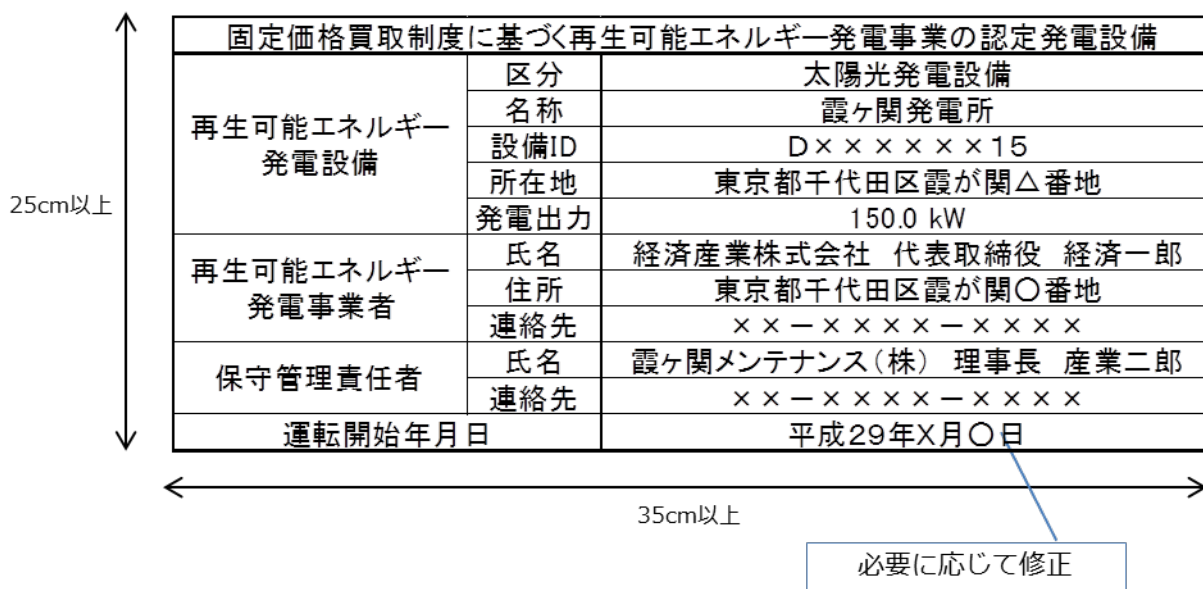 固定価格買取制度に基づく再生可能エネルギー発電事業の認定発電設備
再生可能エネルギー
発電設備
区分
太陽光発電設備
名称
霞ヶ関発電所
設備ID
D××××××15
所在地
東京都千代田区霞が関△番地
発電出力
150.0 kW
再生可能エネルギー
発電事業者
氏名
経済産業株式会社 代表取締役 経済一郎
住所
東京都千代田区霞が関〇番地
連絡先
××－××××－××××
保守管理責任者
氏名
霞ヶ関メンテナンス（株） 理事長 産業二郎
連絡先
××－××××－××××
運転開始年月日
平成29年X月〇日
25cm以上
35cm以上
必要に応じて修正